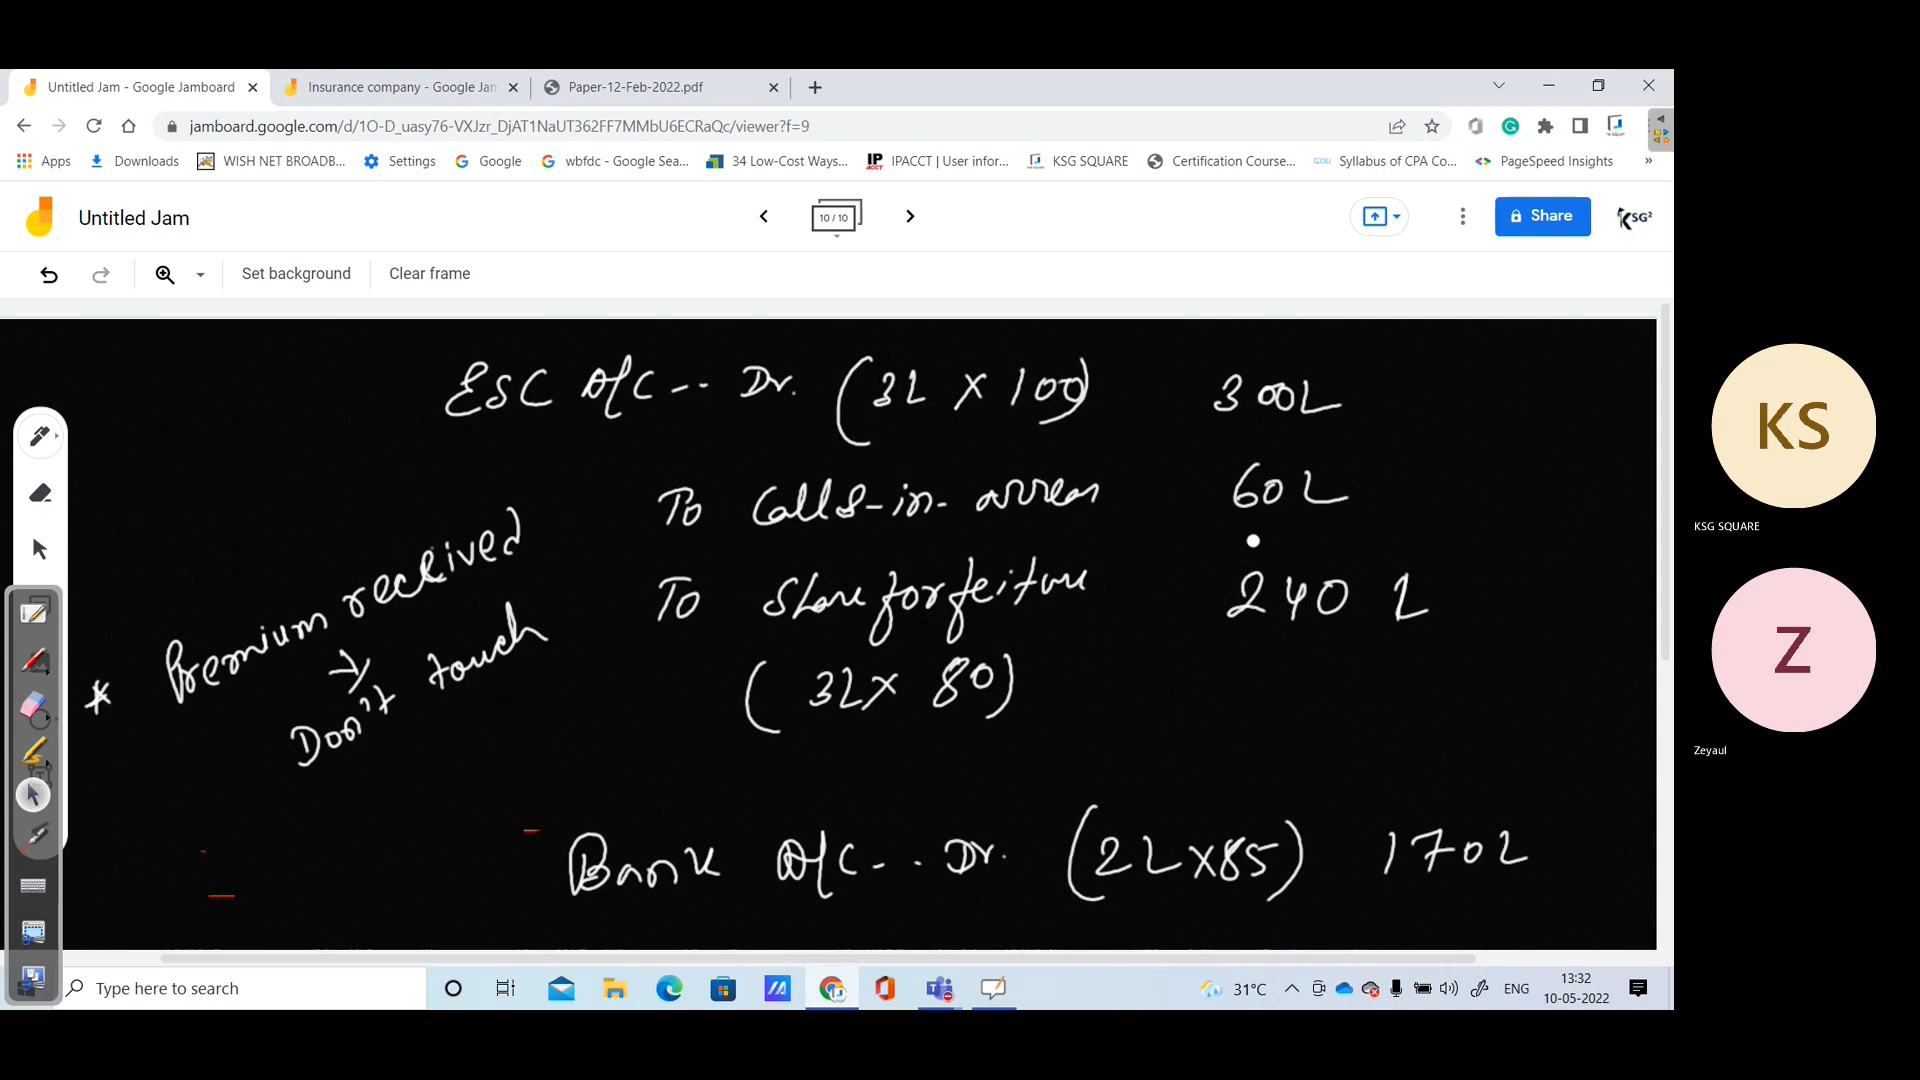 Untitled Jam - Google Jamboard
Insurance company - Google Jam
Paper-12-Feb-2022.pdf
jamboard.google.com/d/1O-D_uasy76-VXJzr_DjAT1NaUT362FF7MMbU6ECRaQc/viewer?f=9
Apps
Downloads
WISH NET BROADB...
Settings
Google
wbfdc - Google Sea...
34 Low-Cost Ways...
IPACCT | User infor...
KSG SQUARE
Certification Course...
Syllabus of CPA Co...
PageSpeed Insights
»
Untitled Jam
10 / 10
Share
KSG²
Set background
Clear frame
ESC A/C -- Dr. (3L X 100) 300L
To Calls-in-arrear 60L
To Share forfeiture 240 L
(3L X 80)
* Premium received
→
Don't touch
Bank A/C - .. Dr. (2L X 85) 170L
KS
KSG SQUARE
Z
Zeyaul
Type here to search
31°C
ENG
13:32
10-05-2022